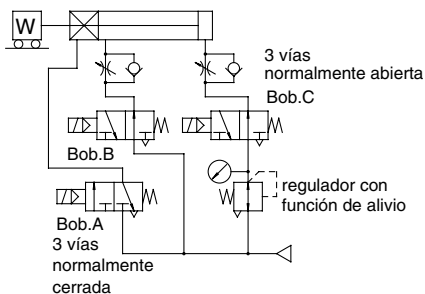 W
3 vías
normalmente abierta
Bob.C
Bob.B
regulador con
función de alivio
Bob.A
3 vías
normalmente
cerrada